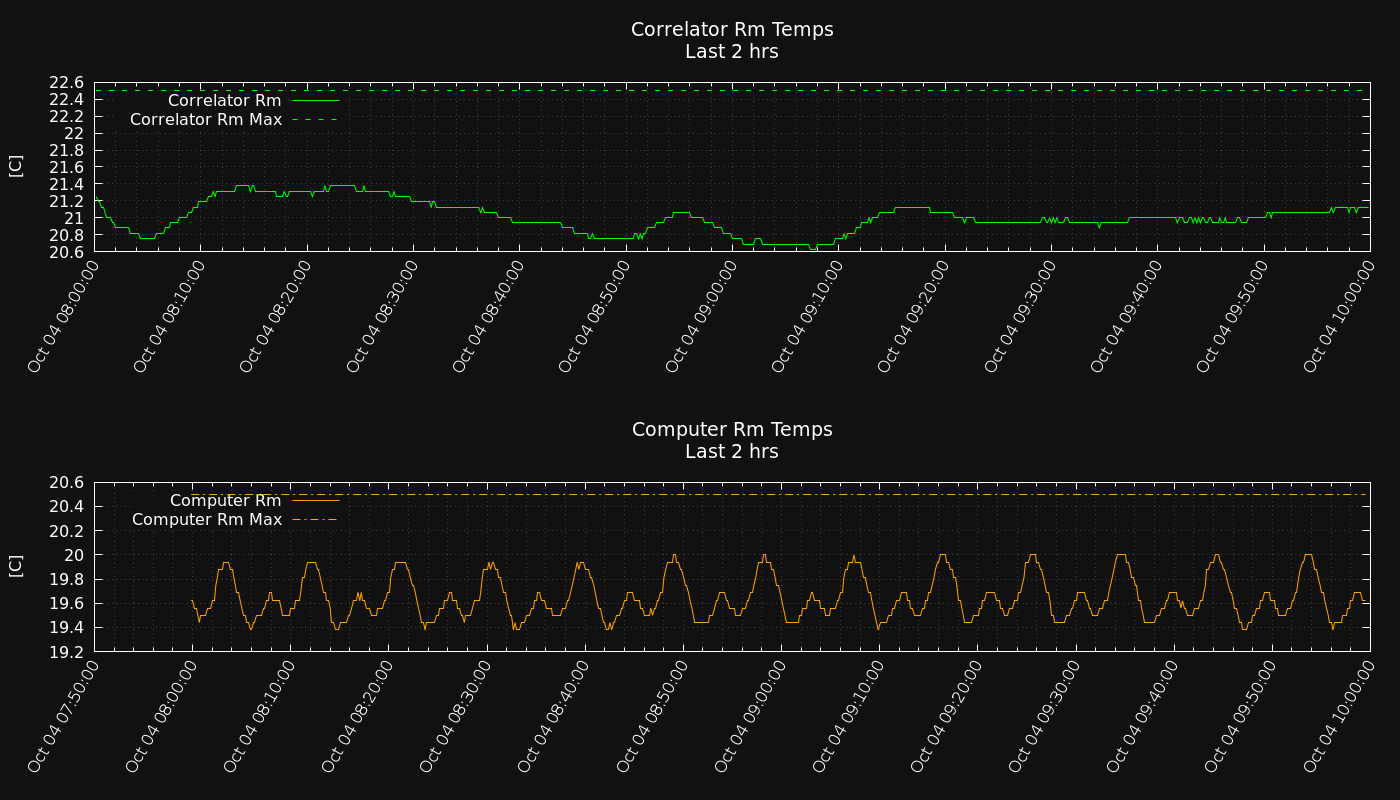 Correlator Rm Temps
Last 2 hrs
[C]
22.6
22.4
22.2
22
21.8
21.6
21.4
21.2
21
20.8
20.6
Correlator Rm
Correlator Rm Max
Oct 04 08:00:00
Oct 04 08:10:00
Oct 04 08:20:00
Oct 04 08:30:00
Oct 04 08:40:00
Oct 04 08:50:00
Oct 04 09:00:00
Oct 04 09:10:00
Oct 04 09:20:00
Oct 04 09:30:00
Oct 04 09:40:00
Oct 04 09:50:00
Oct 04 10:00:00
Computer Rm Temps
Last 2 hrs
[C]
20.6
20.4
20.2
20
19.8
19.6
19.4
19.2
Computer Rm
Computer Rm Max
Oct 04 07:50:00
Oct 04 08:00:00
Oct 04 08:10:00
Oct 04 08:20:00
Oct 04 08:30:00
Oct 04 08:40:00
Oct 04 08:50:00
Oct 04 09:00:00
Oct 04 09:10:00
Oct 04 09:20:00
Oct 04 09:30:00
Oct 04 09:40:00
Oct 04 09:50:00
Oct 04 10:00:00